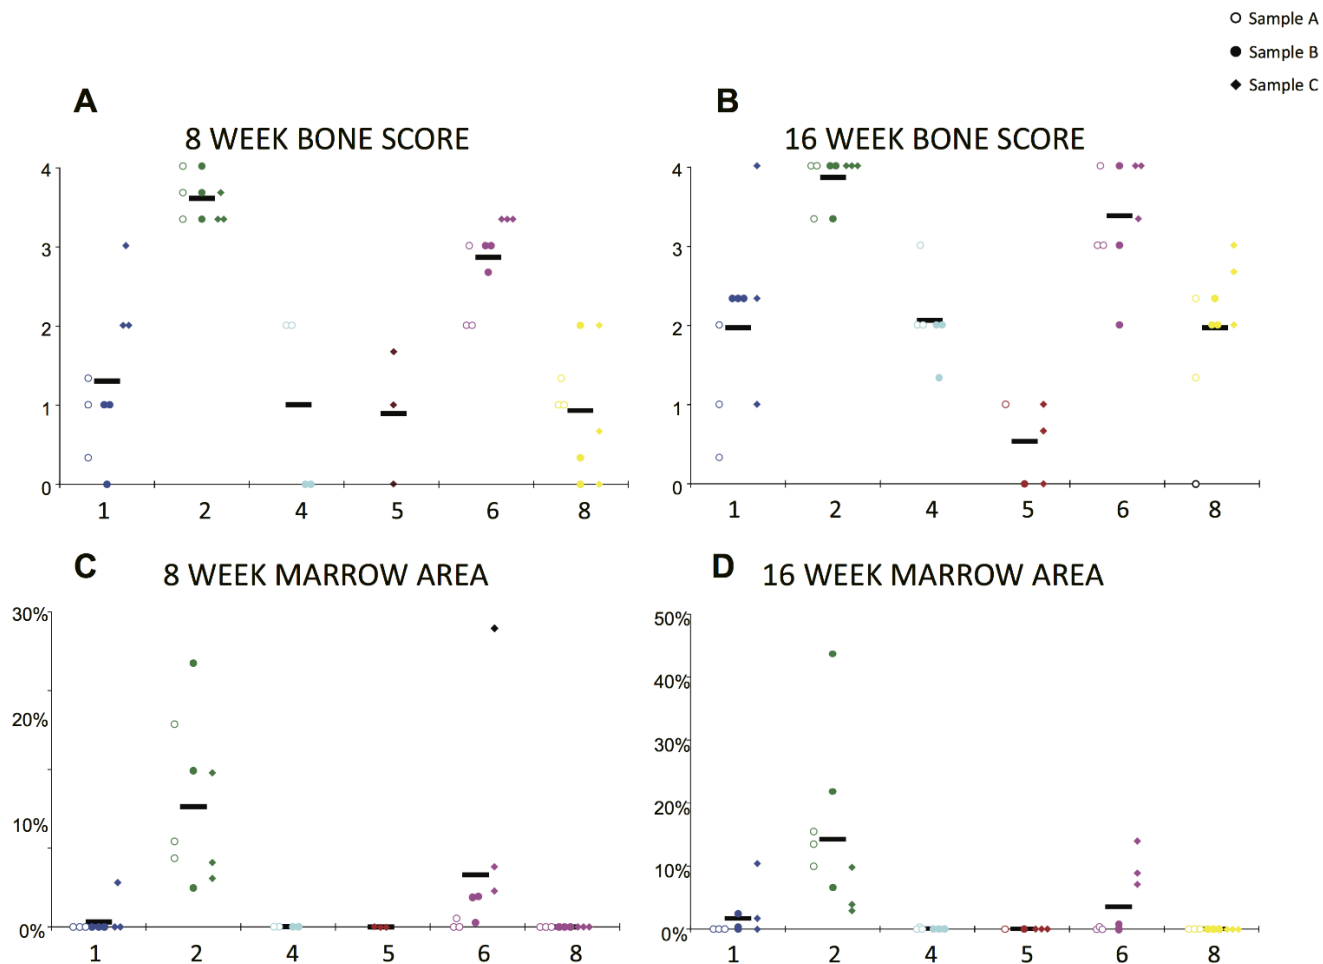 Sample A
Sample B
Sample C
A
8 WEEK BONE SCORE
4
3
2
1
0
1 2 4 5 6 8
B
16 WEEK BONE SCORE
4
3
2
1
0
1 2 4 5 6 8
C
8 WEEK MARROW AREA
30%
20%
10%
0%
1 2 4 5 6 8
D
16 WEEK MARROW AREA
50%
40%
30%
20%
10%
0%
1 2 4 5 6 8